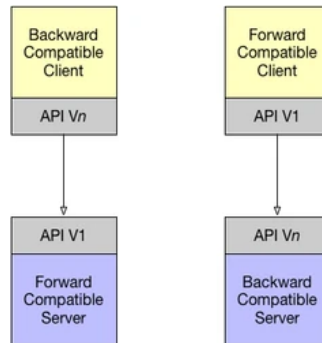 Backward
Compatible
Client
API Vn
API V1
Forward
Compatible
Server
Forward
Compatible
Client
API V1
API Vn
Backward
Compatible
Server